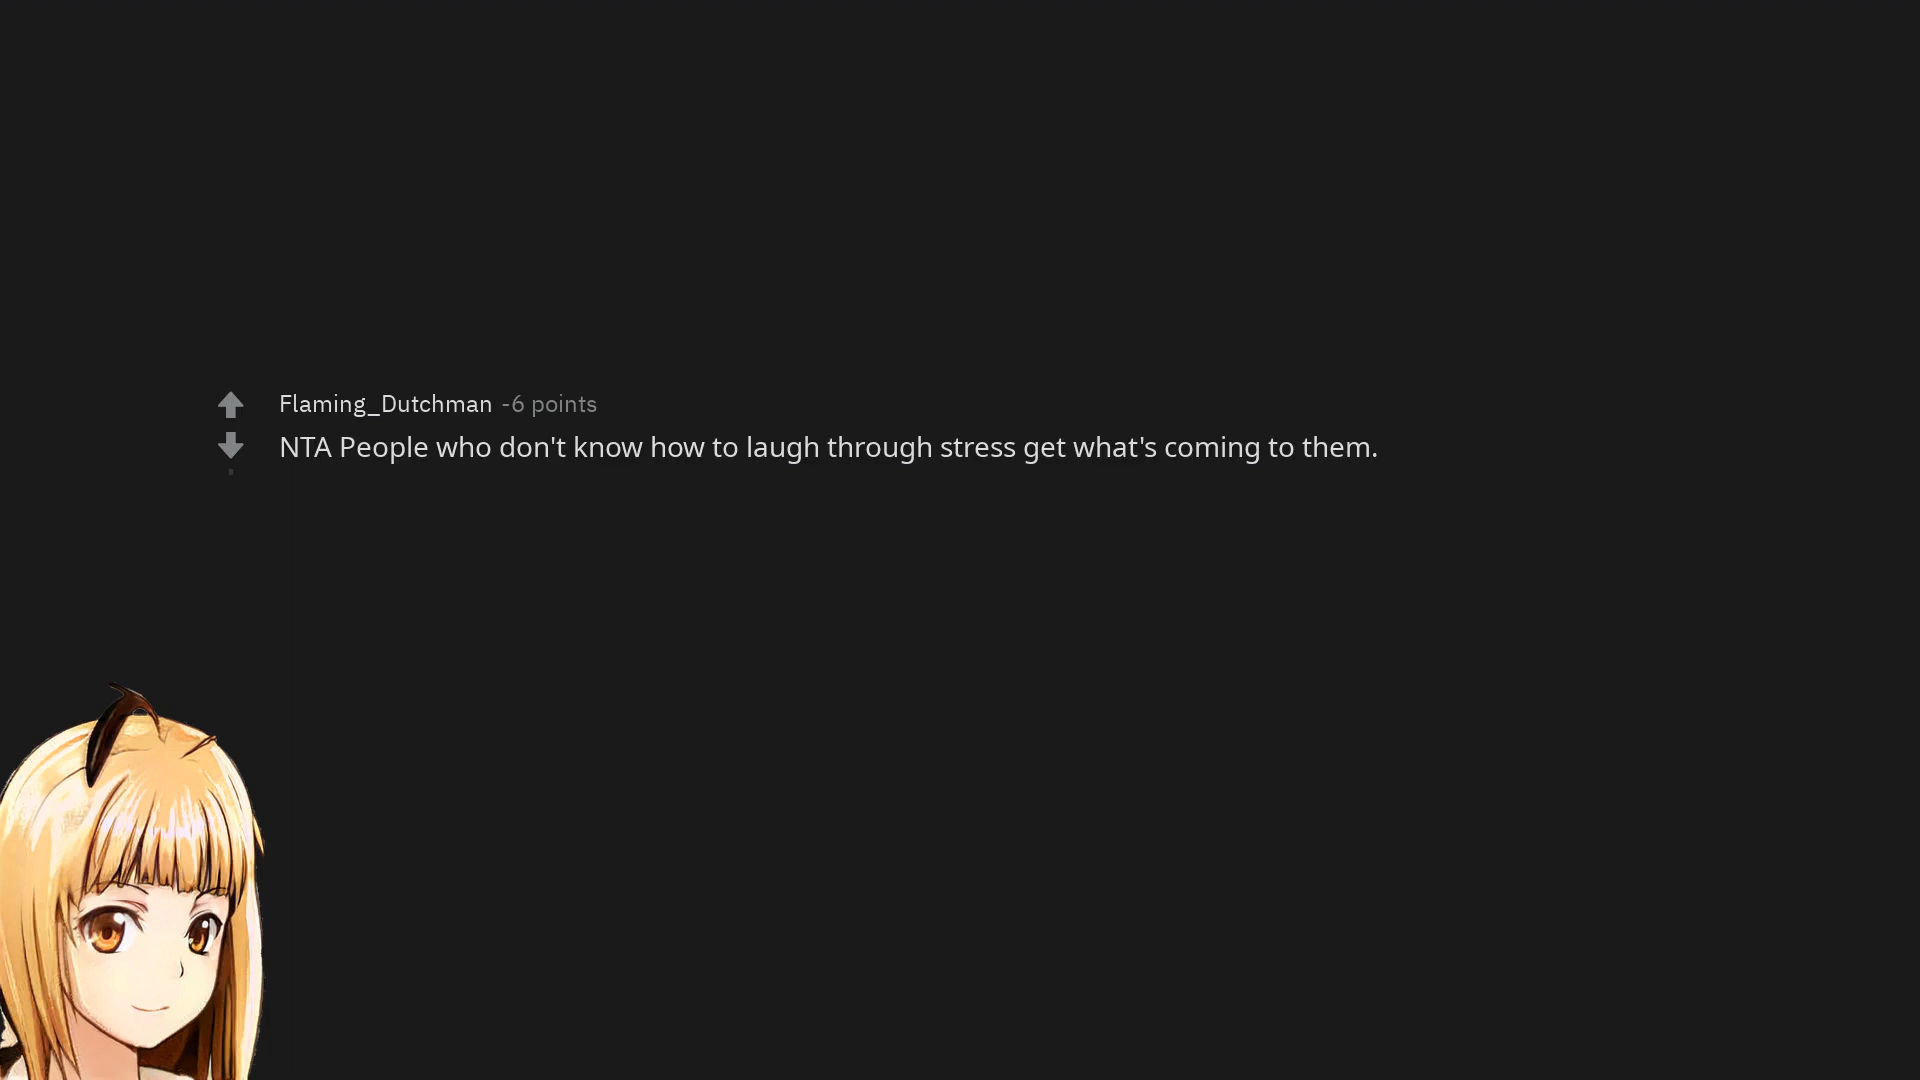 Flaming_Dutchman -6 points
NTA People who don't know how to laugh through stress get what's coming to them.